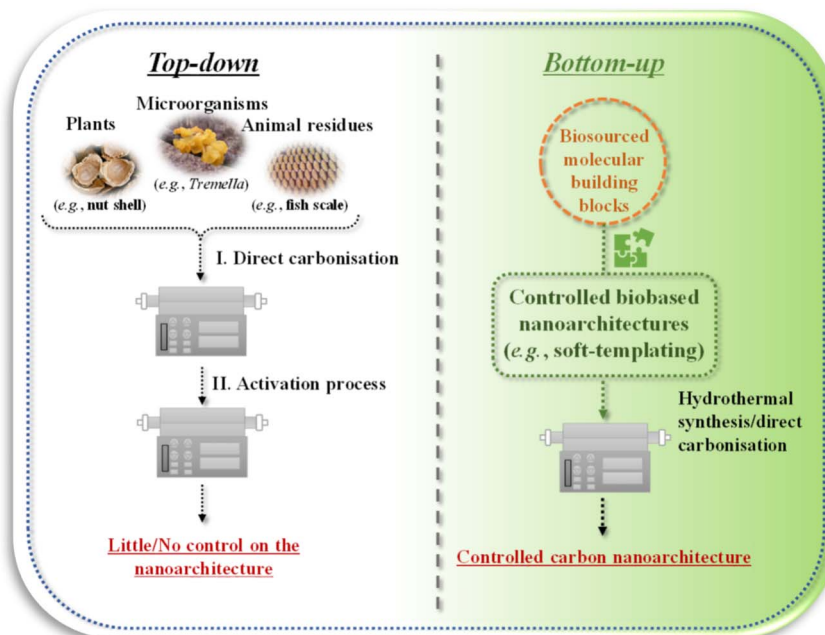 Top-down
Microorganisms
Plants
Animal residues
(e.g., Tremella)
(e.g., nut shell)
(e.g., fish scale)
I. Direct carbonisation
II. Activation process
Little/No control on the
nanoarchitecture
Bottom-up
Biosourced
molecular
building
blocks
Controlled biobased
nanoarchitectures
(e.g., soft-templating)
Hydrothermal
synthesis/direct
carbonisation
Controlled carbon nanoarchitecture